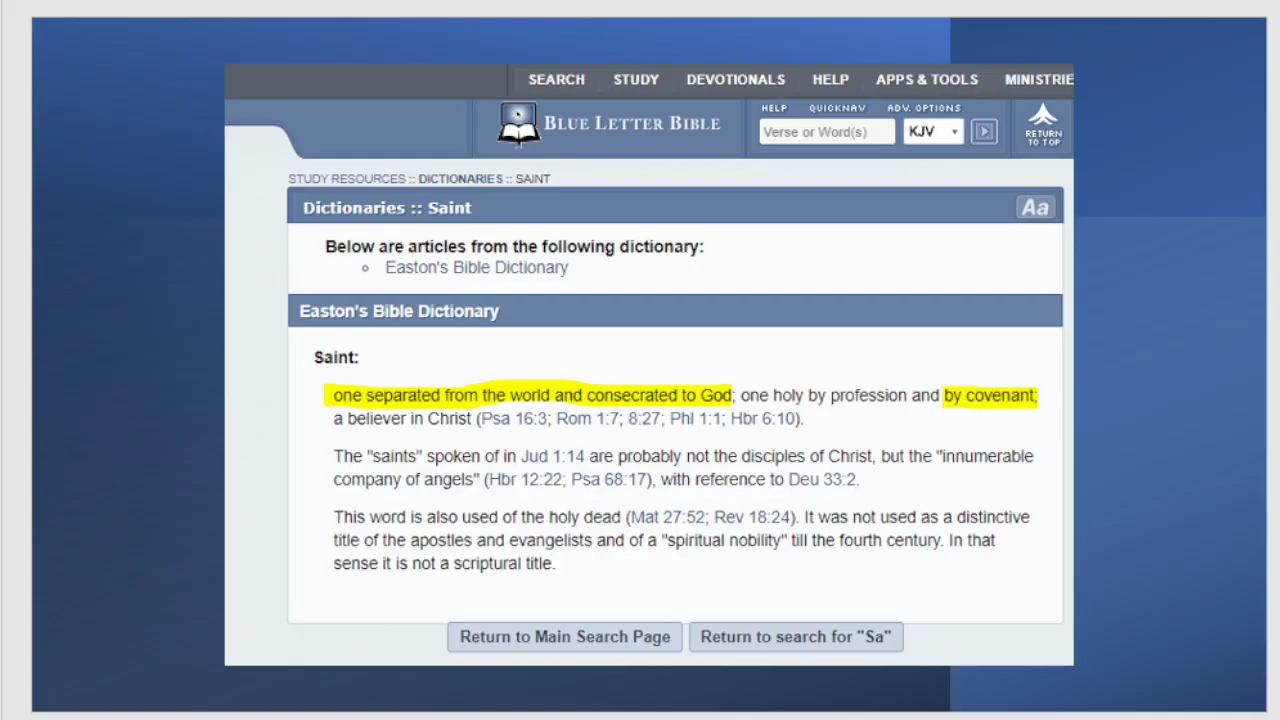 SEARCH STUDY DEVOTIONALS HELP APPS & TOOLS MINISTRIE
HELP QUICKNAV ADV. OPTIONS
BLUE LETTER BIBLE
Verse or Word(s) KJV
RETURN
TO TOP
STUDY RESOURCES :: DICTIONARIES :: SAINT
Dictionaries :: Saint Aa
Below are articles from the following dictionary:
Easton's Bible Dictionary
Easton's Bible Dictionary
Saint:
one separated from the world and consecrated to God; one holy by profession and by covenant;
a believer in Christ (Psa 16:3; Rom 1:7; 8:27; Phl 1:1; Hbr 6:10).
The "saints" spoken of in Jud 1:14 are probably not the disciples of Christ, but the "innumerable
company of angels" (Hbr 12:22; Psa 68:17), with reference to Deu 33:2.
This word is also used of the holy dead (Mat 27:52; Rev 18:24). It was not used as a distinctive
title of the apostles and evangelists and of a "spiritual nobility" till the fourth century. In that
sense it is not a scriptural title.
Return to Main Search Page Return to search for "Sa"